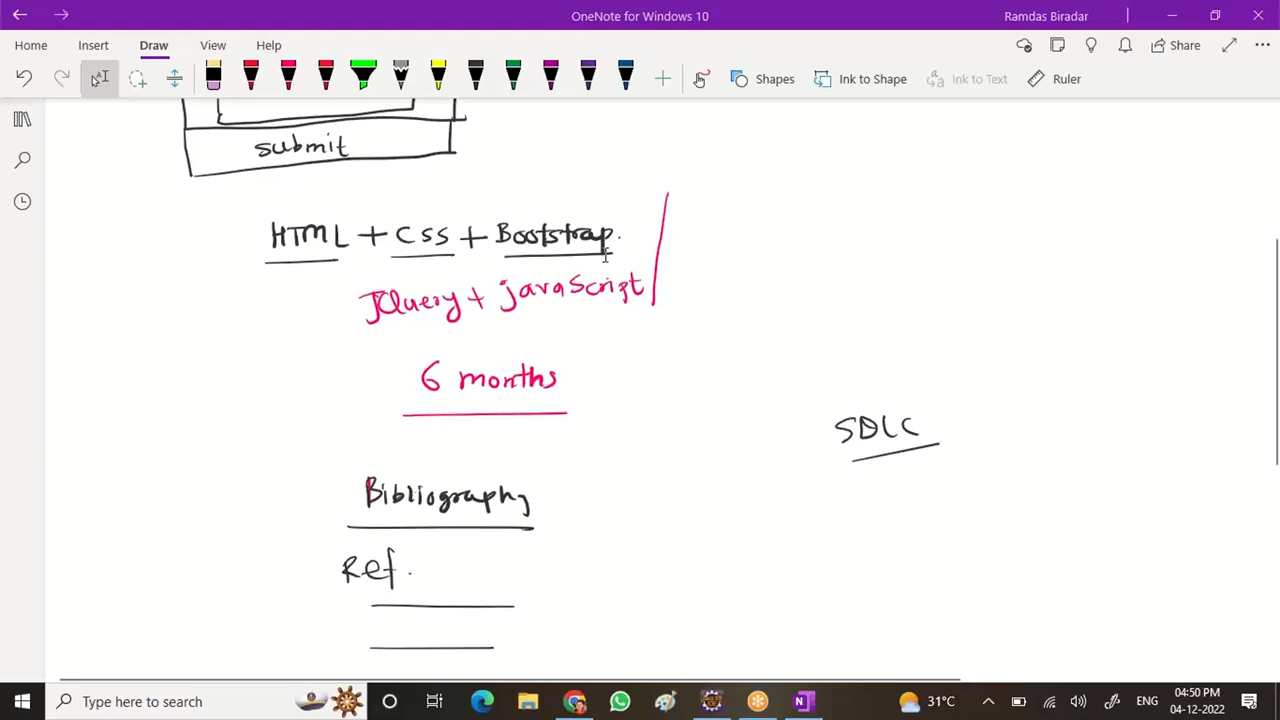 OneNote for Windows 10
Ramdas Biradar
Home Insert Draw View Help
Share
Shapes Ink to Shape Ink to Text Ruler
submit
HTML + CSS + Bootstrap.
JQuery + javaScript
6 months
SDLC
Bibliography
Ref.
Type here to search
31°C
ENG
04:50 PM
04-12-2022